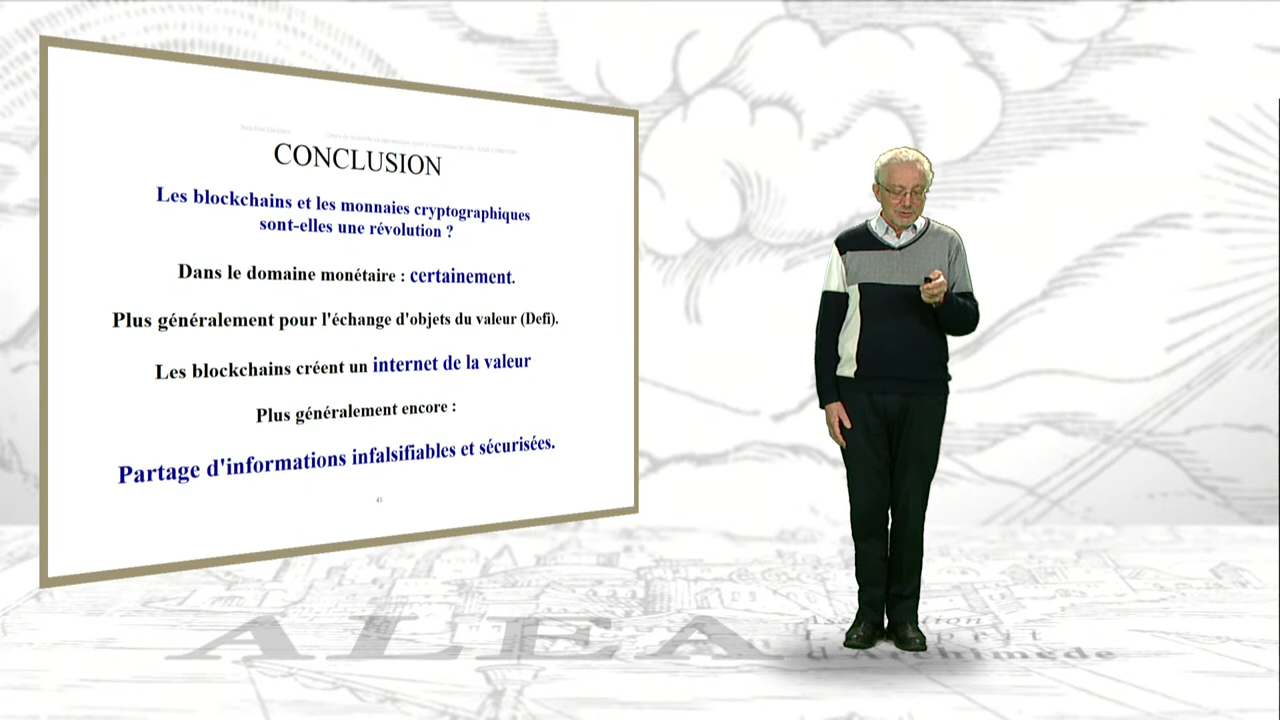 CONCLUSION
Les blockchains et les monnaies cryptographiques
sont-elles une révolution ?
Dans le domaine monétaire : certainement.
Plus généralement pour l'échange d'objets du valeur (Defi).
Les blockchains créent un internet de la valeur
Plus généralement encore :
Partage d'informations infalsifiables et sécurisées.
43
ALEA
d'Archimède